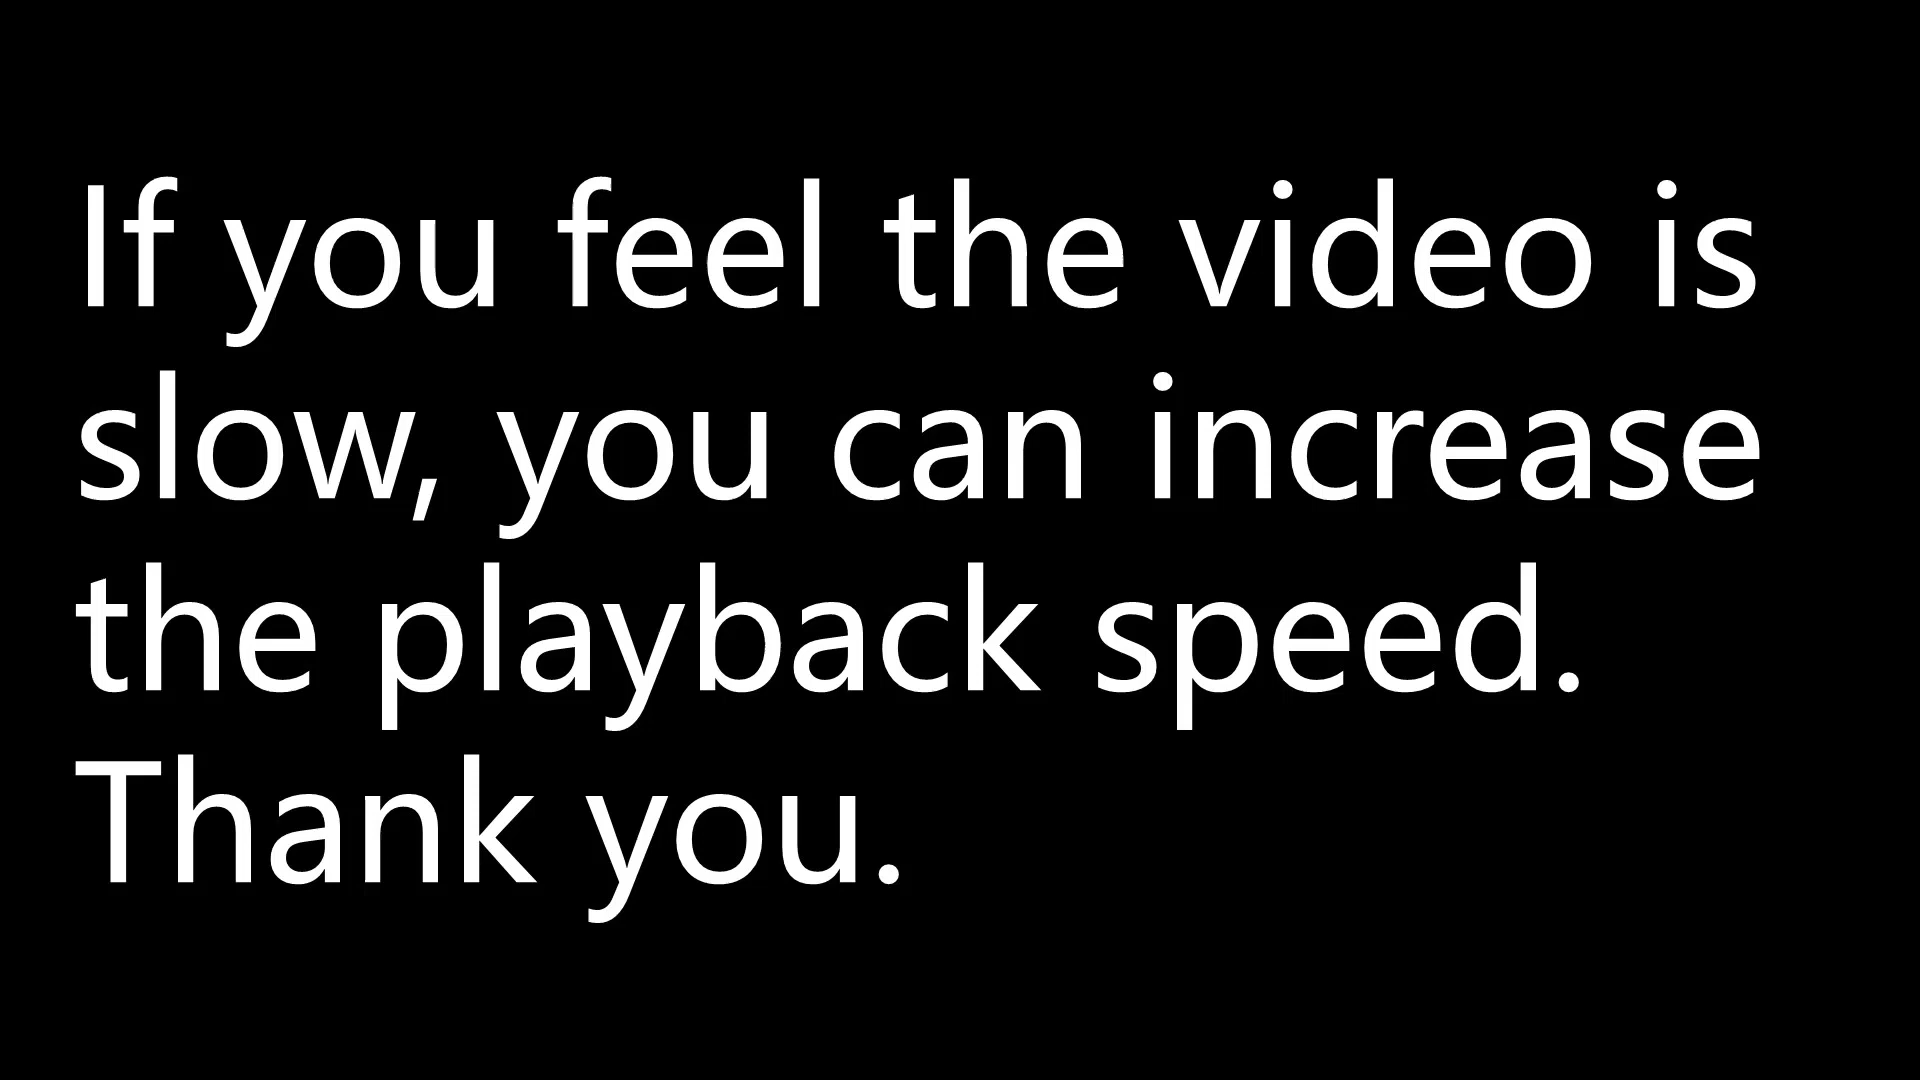 If you feel the video is
slow, you can increase
the playback speed.
Thank you.